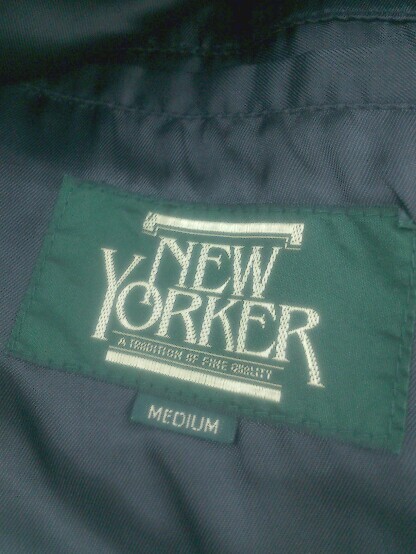 NEW
YORKER
A TRADITION OF FINE QUALITY
MEDIUM